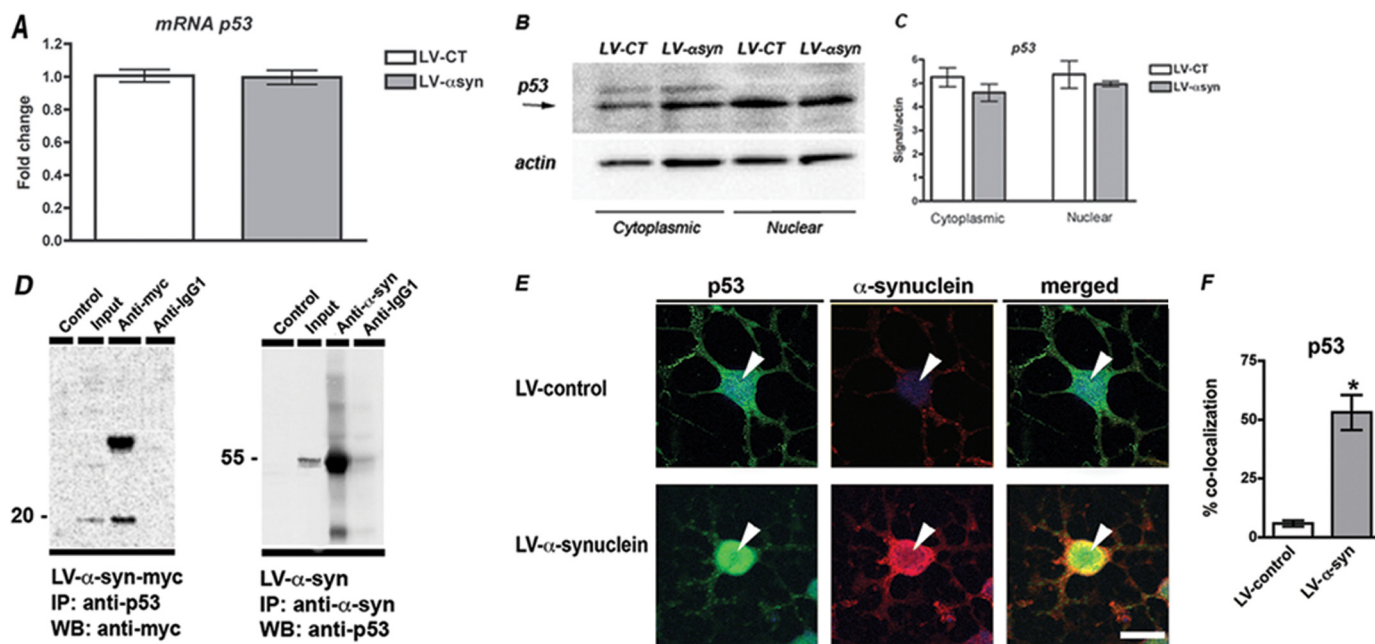 A
mRNA p53
Fold change
1.2
1.0
0.8
0.6
0.4
0.2
0.0
LV-CT
LV-αsyn
B
LV-CT LV-αsyn LV-CT LV-αsyn
p53
actin
Cytoplasmic Nuclear
C
p53
Signal/actin
6
5
4
3
2
1
0
LV-CT
LV-αsyn
Cytoplasmic Nuclear
D
Control
Input
Anti-myc
Anti-IgG1
20 -
LV-α-syn-myc
IP: anti-p53
WB: anti-myc
Control
Input
Anti-α-syn
Anti-IgG1
55 -
LV-α-syn
IP: anti-α-syn
WB: anti-p53
E
p53 α-synuclein merged
LV-control
LV-α-synuclein
F
p53
% co-localization
75
50
25
0
*
LV-control
LV-α-syn